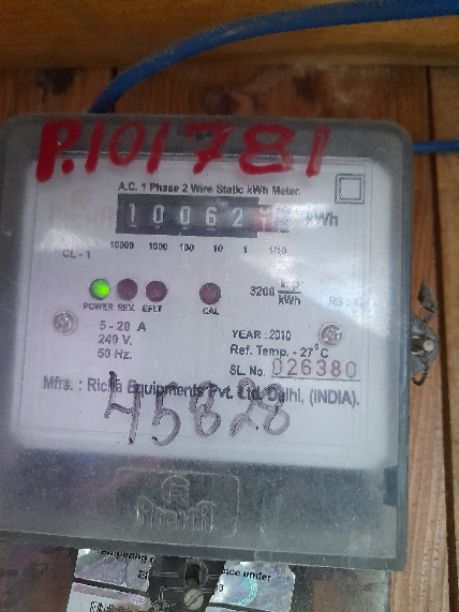 P.101781
A.C. 1 Phase 2 Wire Static kWh Meter
10062 kWh
10000 1000 100 10 1 1/10
CL - 1
3200 imp/kWh
POWER REV. E/LT CAL
5 - 20 A
240 V.
50 Hz.
YEAR : 2010
Ref. Temp. - 27°C
SL. No. 026380
Mfrs. : Richa Equipments Pvt. Ltd. Delhi, (INDIA).
45828